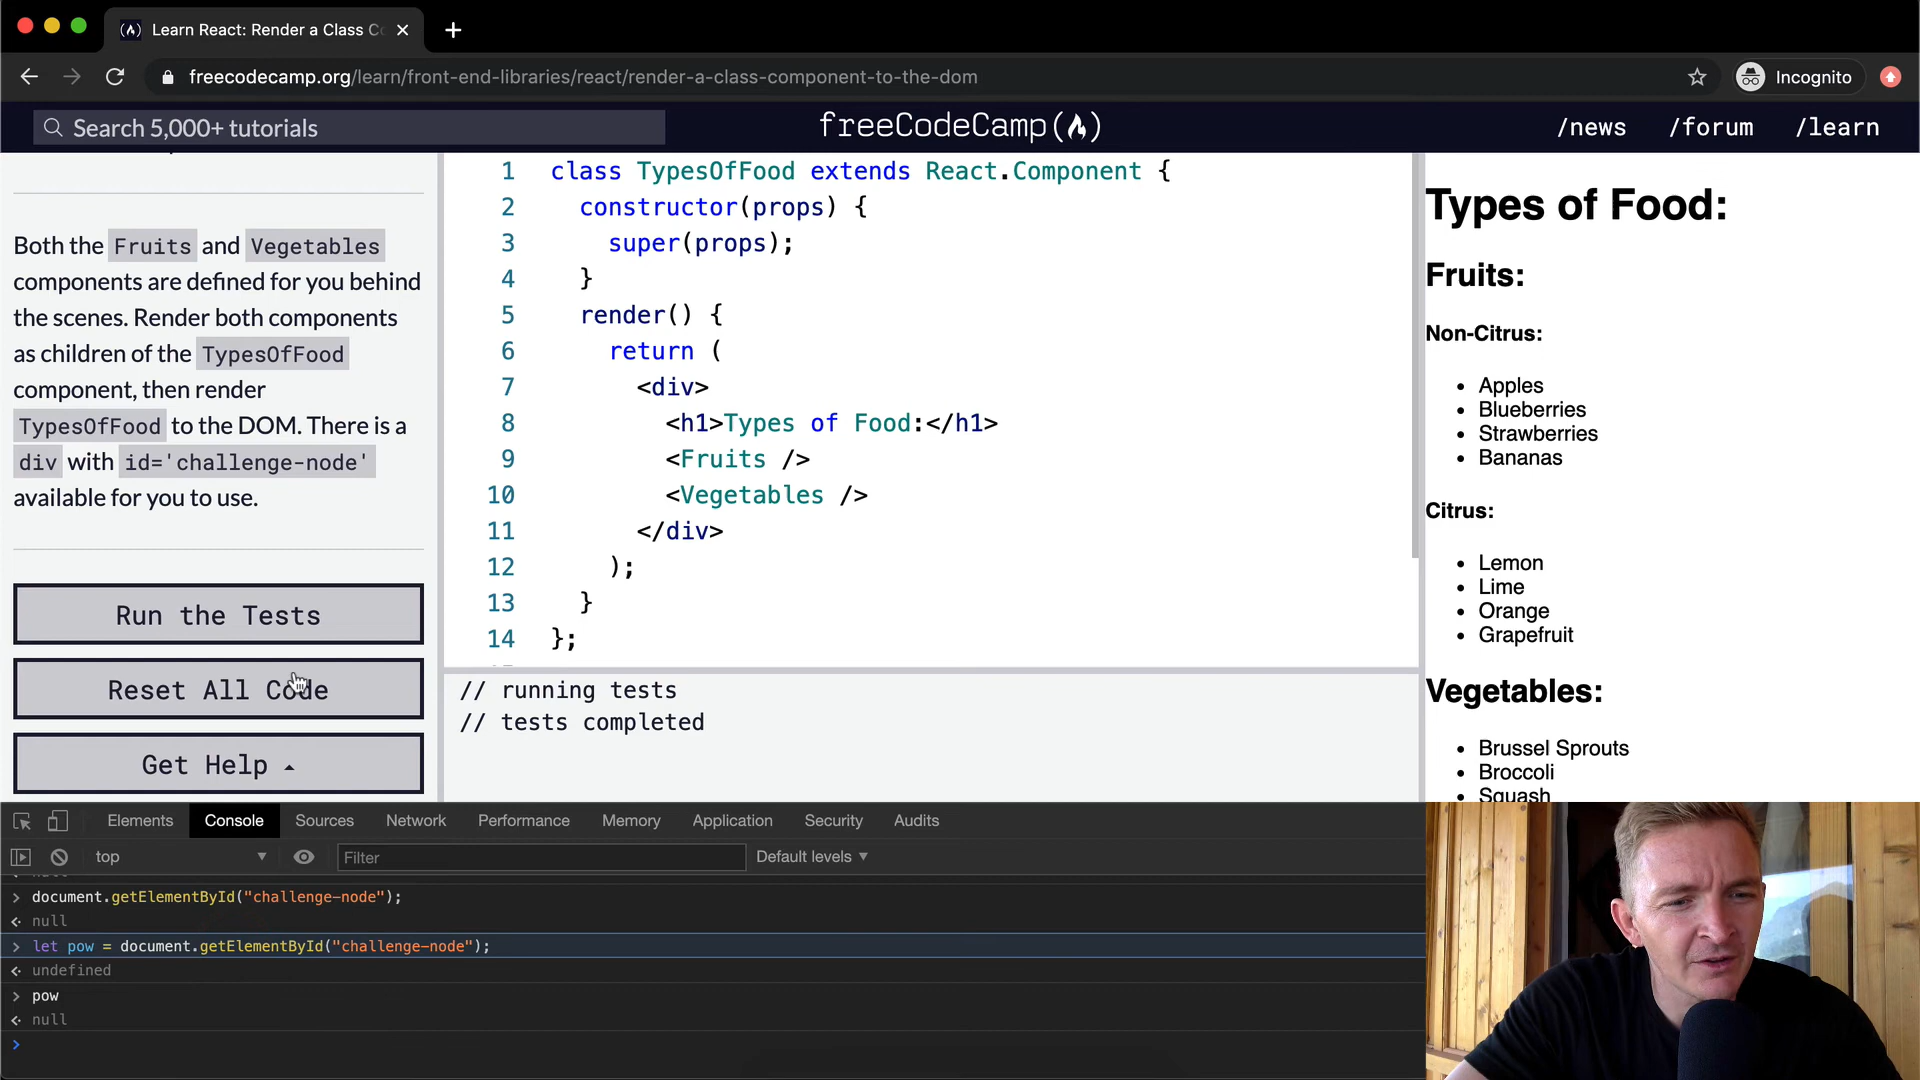 Learn React: Render a Class Co
freecodecamp.org/learn/front-end-libraries/react/render-a-class-component-to-the-dom
Incognito
Search 5,000+ tutorials
freeCodeCamp
/news /forum /learn
Both the Fruits and Vegetables
components are defined for you behind
the scenes. Render both components
as children of the TypesOfFood
component, then render
TypesOfFood to the DOM. There is a
div with id='challenge-node'
available for you to use.
Run the Tests
Reset All Code
Get Help
1 class TypesOfFood extends React.Component {
2 constructor(props) {
3 super(props);
4 }
5 render() {
6 return (
7 <div>
8 <h1>Types of Food:</h1>
9 <Fruits />
10 <Vegetables />
11 </div>
12 );
13 }
14 };
// running tests
// tests completed
Types of Food:
Fruits:
Non-Citrus:
Apples
Blueberries
Strawberries
Bananas
Citrus:
Lemon
Lime
Orange
Grapefruit
Vegetables:
Brussel Sprouts
Broccoli
Squash
Elements Console Sources Network Performance Memory Application Security Audits
top Filter Default levels
null
document.getElementById("challenge-node");
null
let pow = document.getElementById("challenge-node");
undefined
pow
null